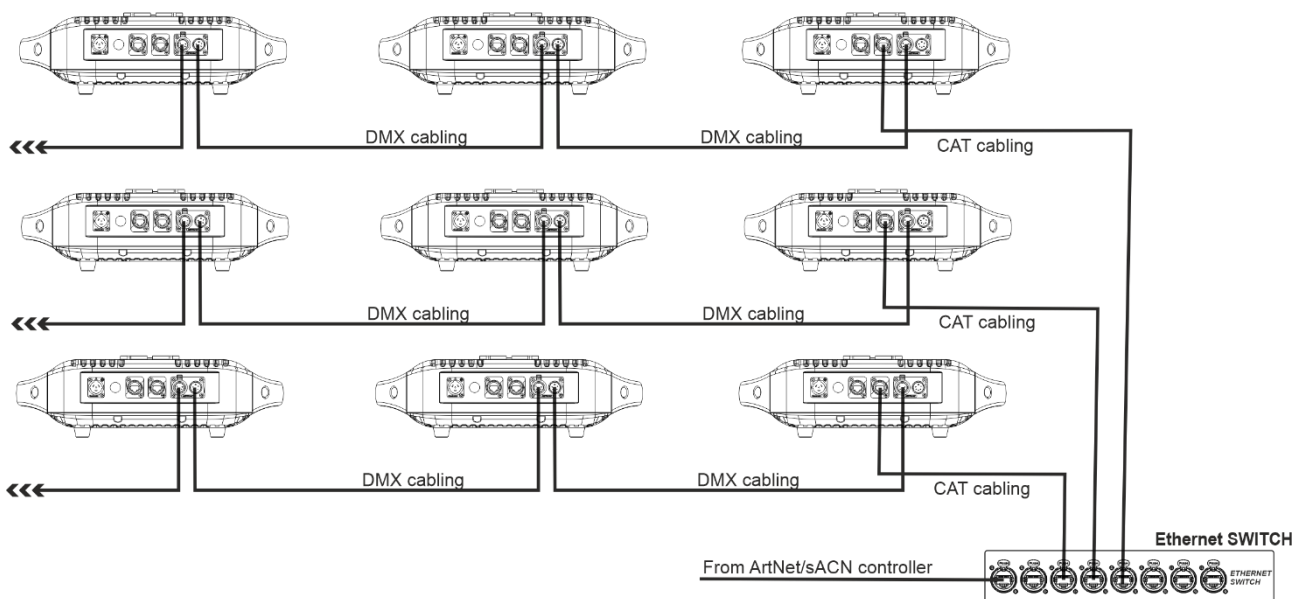 DMX cabling
DMX cabling
CAT cabling
DMX cabling
DMX cabling
CAT cabling
DMX cabling
DMX cabling
CAT cabling
Ethernet SWITCH
From ArtNet/sACN controller
ETHERNET
SWITCH